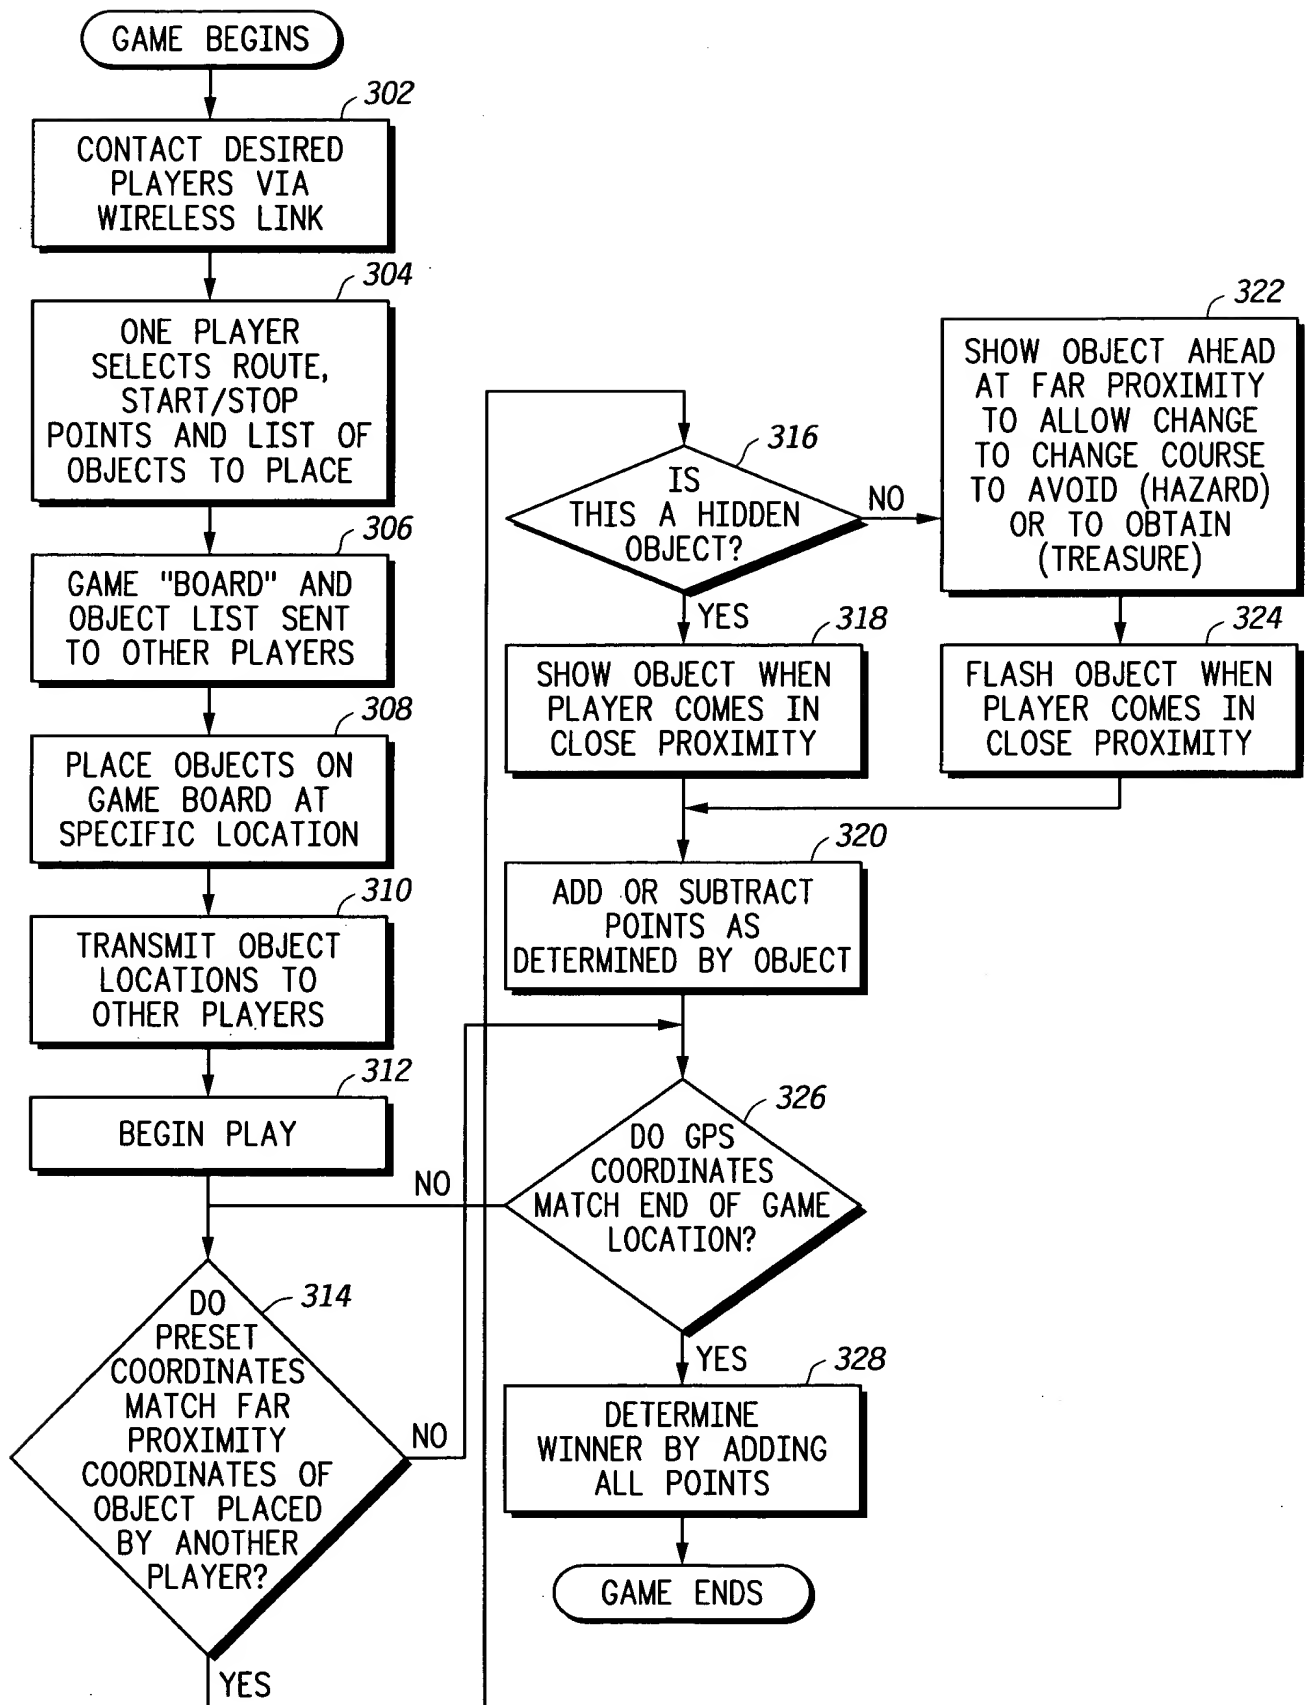 GAME BEGINS
302
CONTACT DESIRED
PLAYERS VIA
WIRELESS LINK
304
ONE PLAYER
SELECTS ROUTE,
START/STOP
POINTS AND LIST OF
OBJECTS TO PLACE
306
GAME "BOARD" AND
OBJECT LIST SENT
TO OTHER PLAYERS
308
PLACE OBJECTS ON
GAME BOARD AT
SPECIFIC LOCATION
310
TRANSMIT OBJECT
LOCATIONS TO
OTHER PLAYERS
312
BEGIN PLAY
314
DO
PRESET
COORDINATES
MATCH FAR
PROXIMITY
COORDINATES OF
OBJECT PLACED
BY ANOTHER
PLAYER?
NO
YES
316
IS
THIS A HIDDEN
OBJECT?
NO
YES
322
SHOW OBJECT AHEAD
AT FAR PROXIMITY
TO ALLOW CHANGE
TO CHANGE COURSE
TO AVOID (HAZARD)
OR TO OBTAIN
(TREASURE)
318
SHOW OBJECT WHEN
PLAYER COMES IN
CLOSE PROXIMITY
324
FLASH OBJECT WHEN
PLAYER COMES IN
CLOSE PROXIMITY
320
ADD OR SUBTRACT
POINTS AS
DETERMINED BY OBJECT
326
DO GPS
COORDINATES
MATCH END OF GAME
LOCATION?
NO
YES
328
DETERMINE
WINNER BY ADDING
ALL POINTS
GAME ENDS